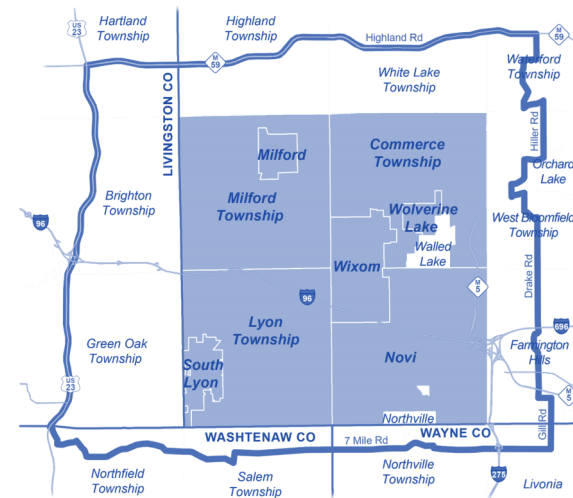 Hartland
Township
Highland
Township
US
23
Highland Rd
M
59
M
59
White Lake
Township
Waterford
Township
LIVINGSTON CO
Hiller Rd
Milford
Commerce
Township
Orchard
Lake
Brighton
Township
Milford
Township
Wolverine
Lake
West Bloomfield
Township
96
Walled
Lake
Wixom
Drake Rd
M
5
96
Lyon
Township
696
Green Oak
Township
Novi
Farmington
Hills
South
Lyon
US
23
M
5
Northville
Gill Rd
WASHTENAW CO
7 Mile Rd
WAYNE CO
Northfield
Township
Salem
Township
Northville
Township
275
Livonia